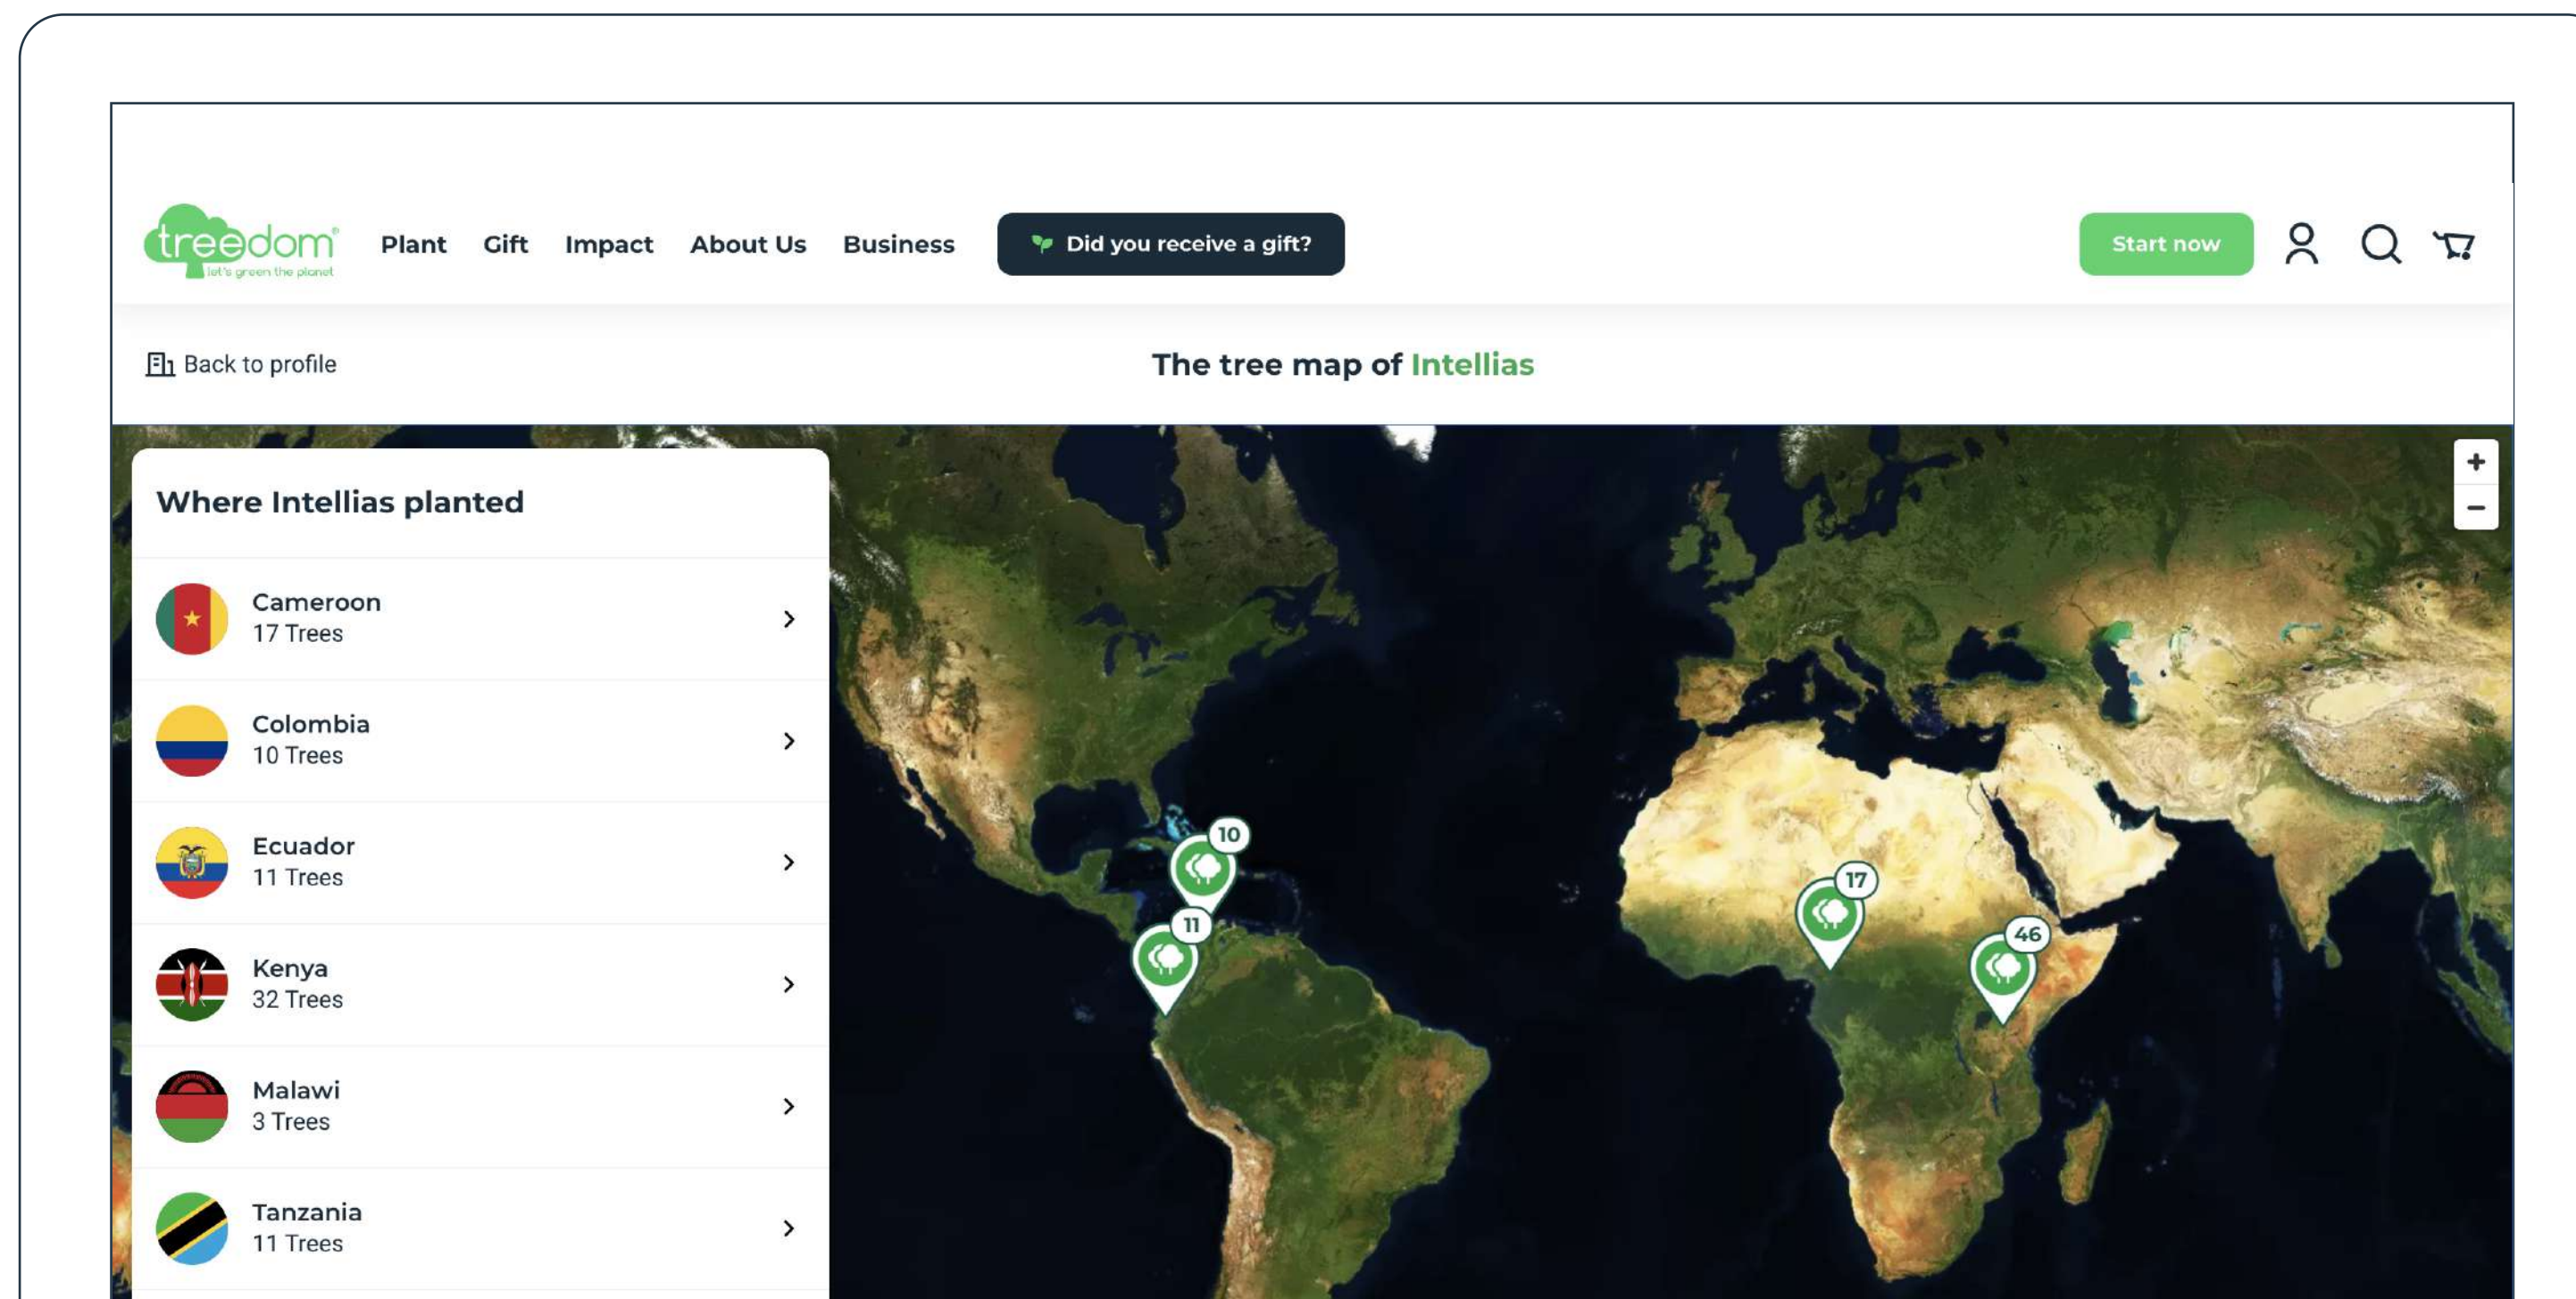 treedom®
let's green the planet
Plant Gift Impact About Us Business Did you receive a gift? Start now
Back to profile
The tree map of Intellias
Where Intellias planted
Cameroon
17 Trees
Colombia
10 Trees
Ecuador
11 Trees
Kenya
32 Trees
Malawi
3 Trees
Tanzania
11 Trees
+
−
10
11
17
46